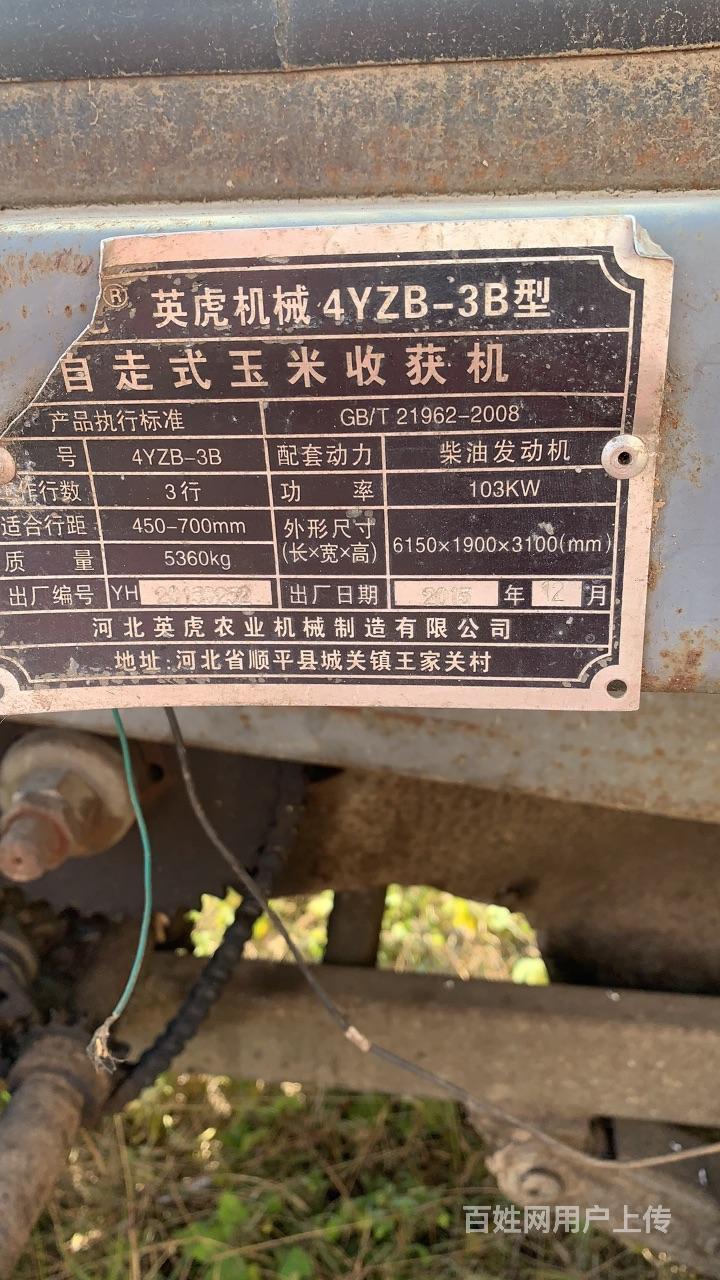 ® 英虎机械 4YZB-3B型
自走式玉米收获机
产品执行标准 GB/T 21962-2008
号 4YZB-3B 配套动力 柴油发动机
作行数 3行 功率 103KW
适合行距 450-700mm 外形尺寸(长×宽×高) 6150×1900×3100(mm)
质量 5360kg
出厂编号 YH 出厂日期 2015 年 12 月
河北英虎农业机械制造有限公司
地址:河北省顺平县城关镇王家关村
百姓网用户上传